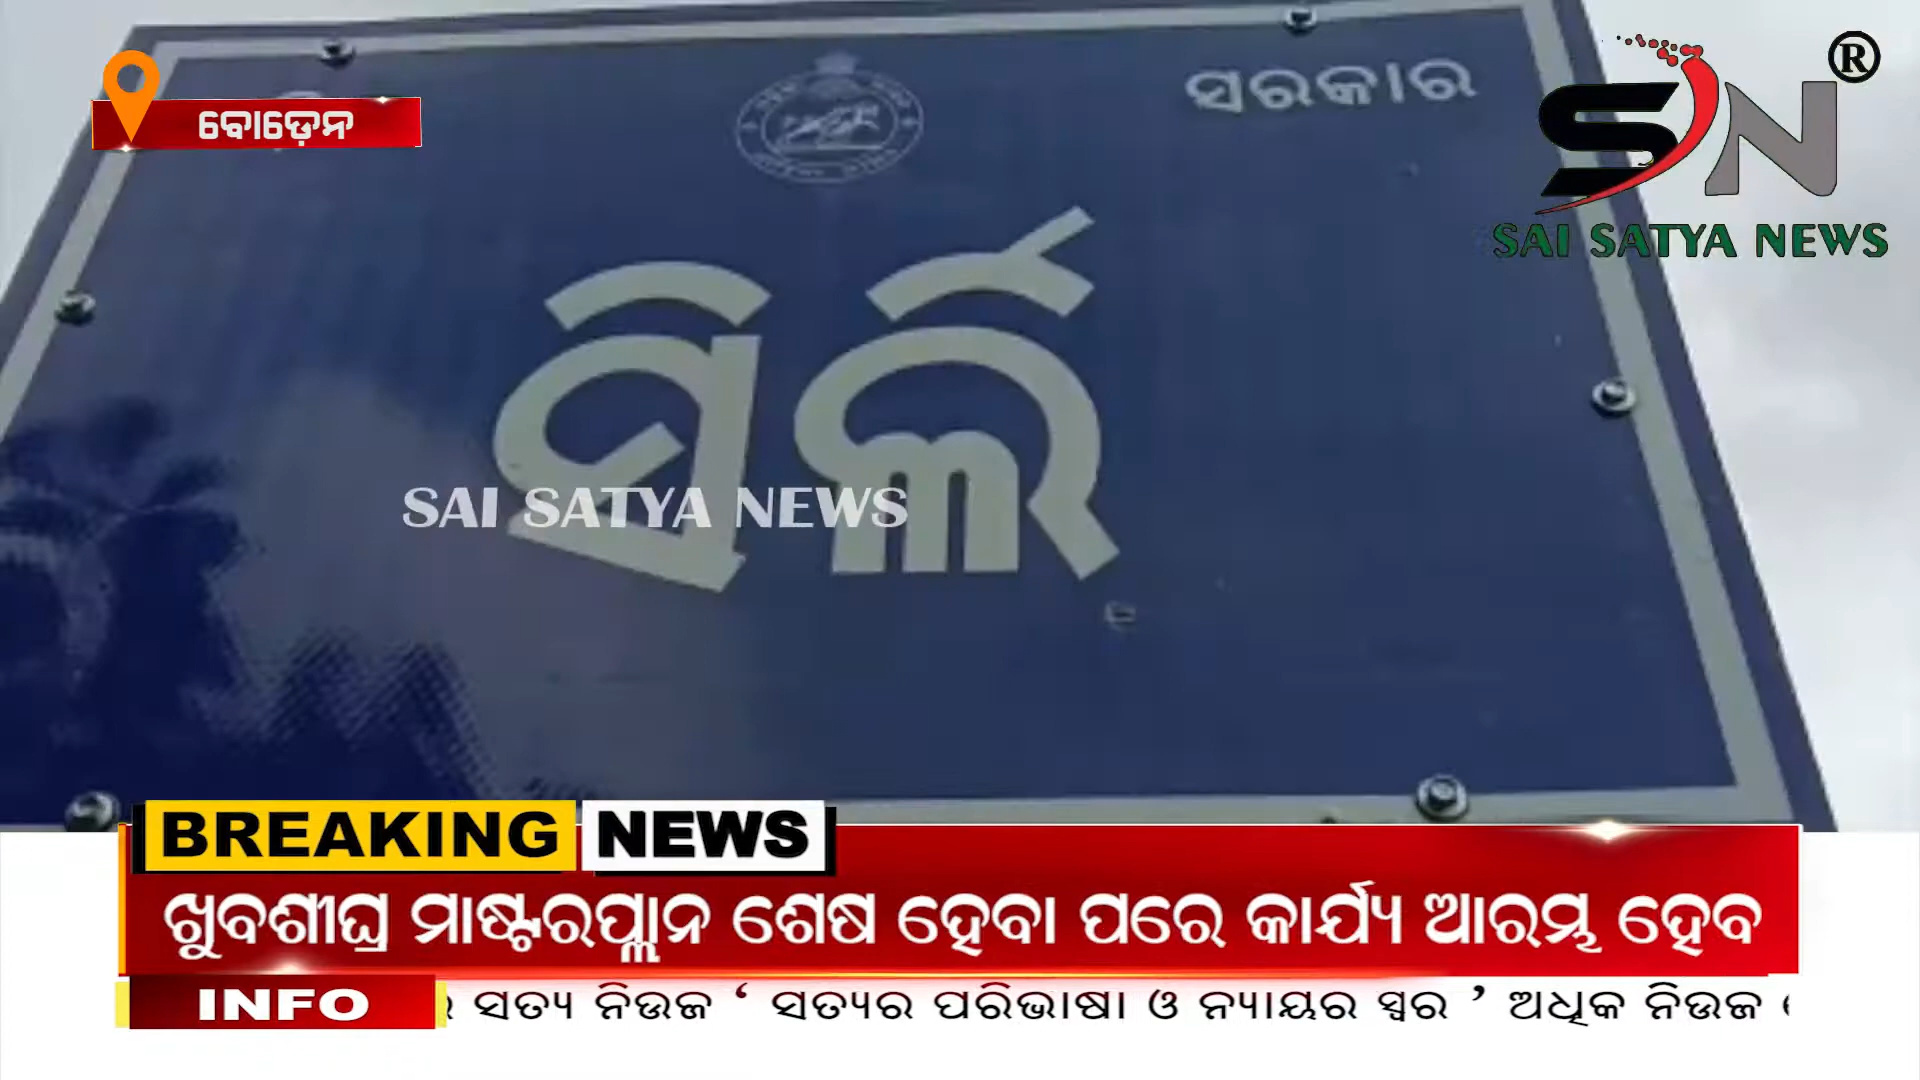 ବୋଡ଼େନ
ସରକାର
SN®
SAI SATYA NEWS
ସିର୍ଲି
SAI SATYA NEWS
BREAKING NEWS
ଖୁବଶୀଘ୍ର ମାଷ୍ଟରପ୍ଲାନ ଶେଷ ହେବା ପରେ କାର୍ଯ୍ୟ ଆରମ୍ଭ ହେବ
INFO
ସତ୍ୟ ନିଉଜ ‘ ସତ୍ୟର ପରିଭାଷା ଓ ନ୍ୟାୟର ସ୍ୱର ’ ଅଧିକ ନିଉଜ